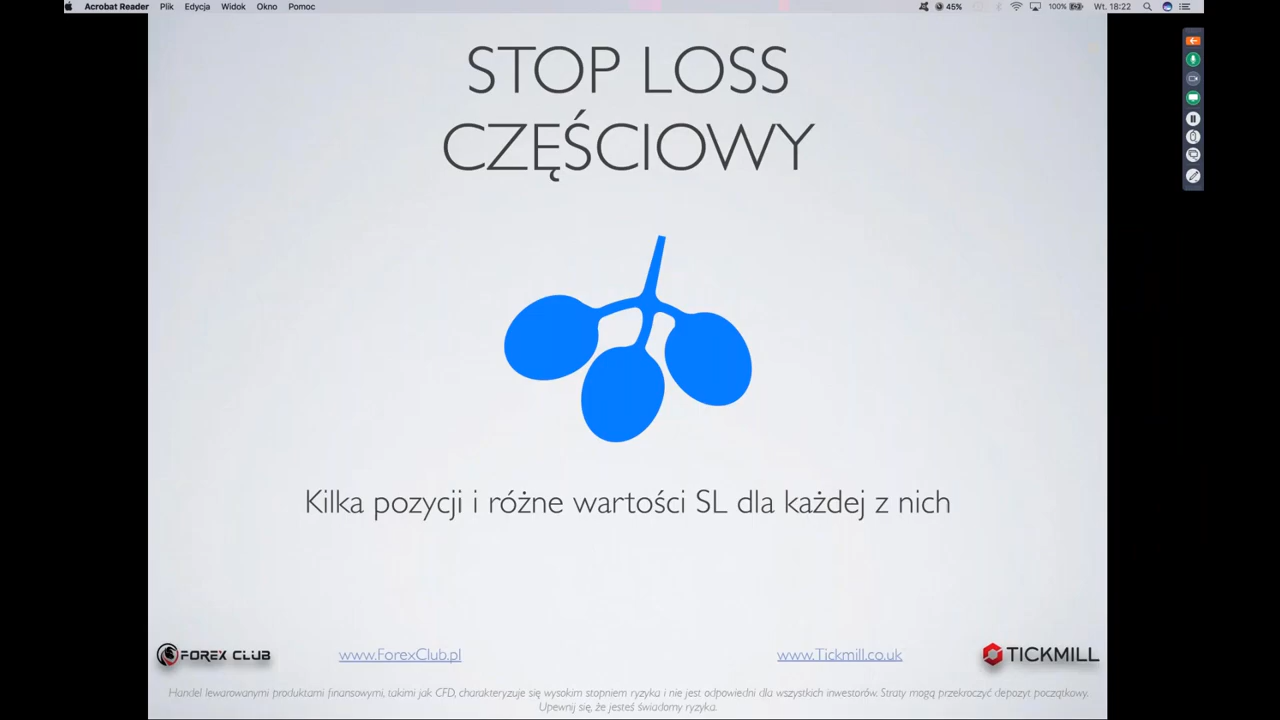 Acrobat Reader Plik Edycja Widok Okno Pomoc 45% 100% Wt. 18:22
STOP LOSS
CZĘŚCIOWY
Kilka pozycji i różne wartości SL dla każdej z nich
FOREX CLUB www.ForexClub.pl www.Tickmill.co.uk TICKMILL
Handel lewarowanymi produktami finansowymi, takimi jak CFD, charakteryzuje się wysokim stopniem ryzyka i nie jest odpowiedni dla wszystkich inwestorów. Straty mogą przekroczyć depozyt początkowy.
Upewnij się, że jesteś świadomy ryzyka.